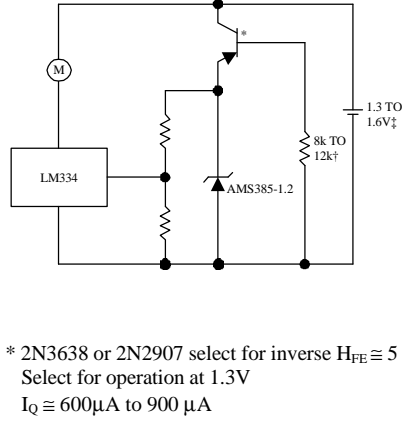 *
M
1.3 TO
1.6V‡
8k TO
12k†
LM334
AMS385-1.2
* 2N3638 or 2N2907 select for inverse HFE ≅ 5
Select for operation at 1.3V
IQ ≅ 600μA to 900 μA